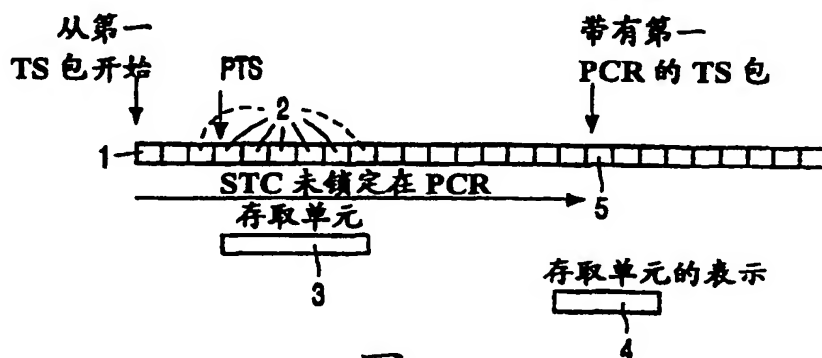 从第一
TS 包开始
PTS
带有第一
PCR 的 TS 包
2
1
STC 未锁定在 PCR
5
存取单元
3
存取单元的表示
4